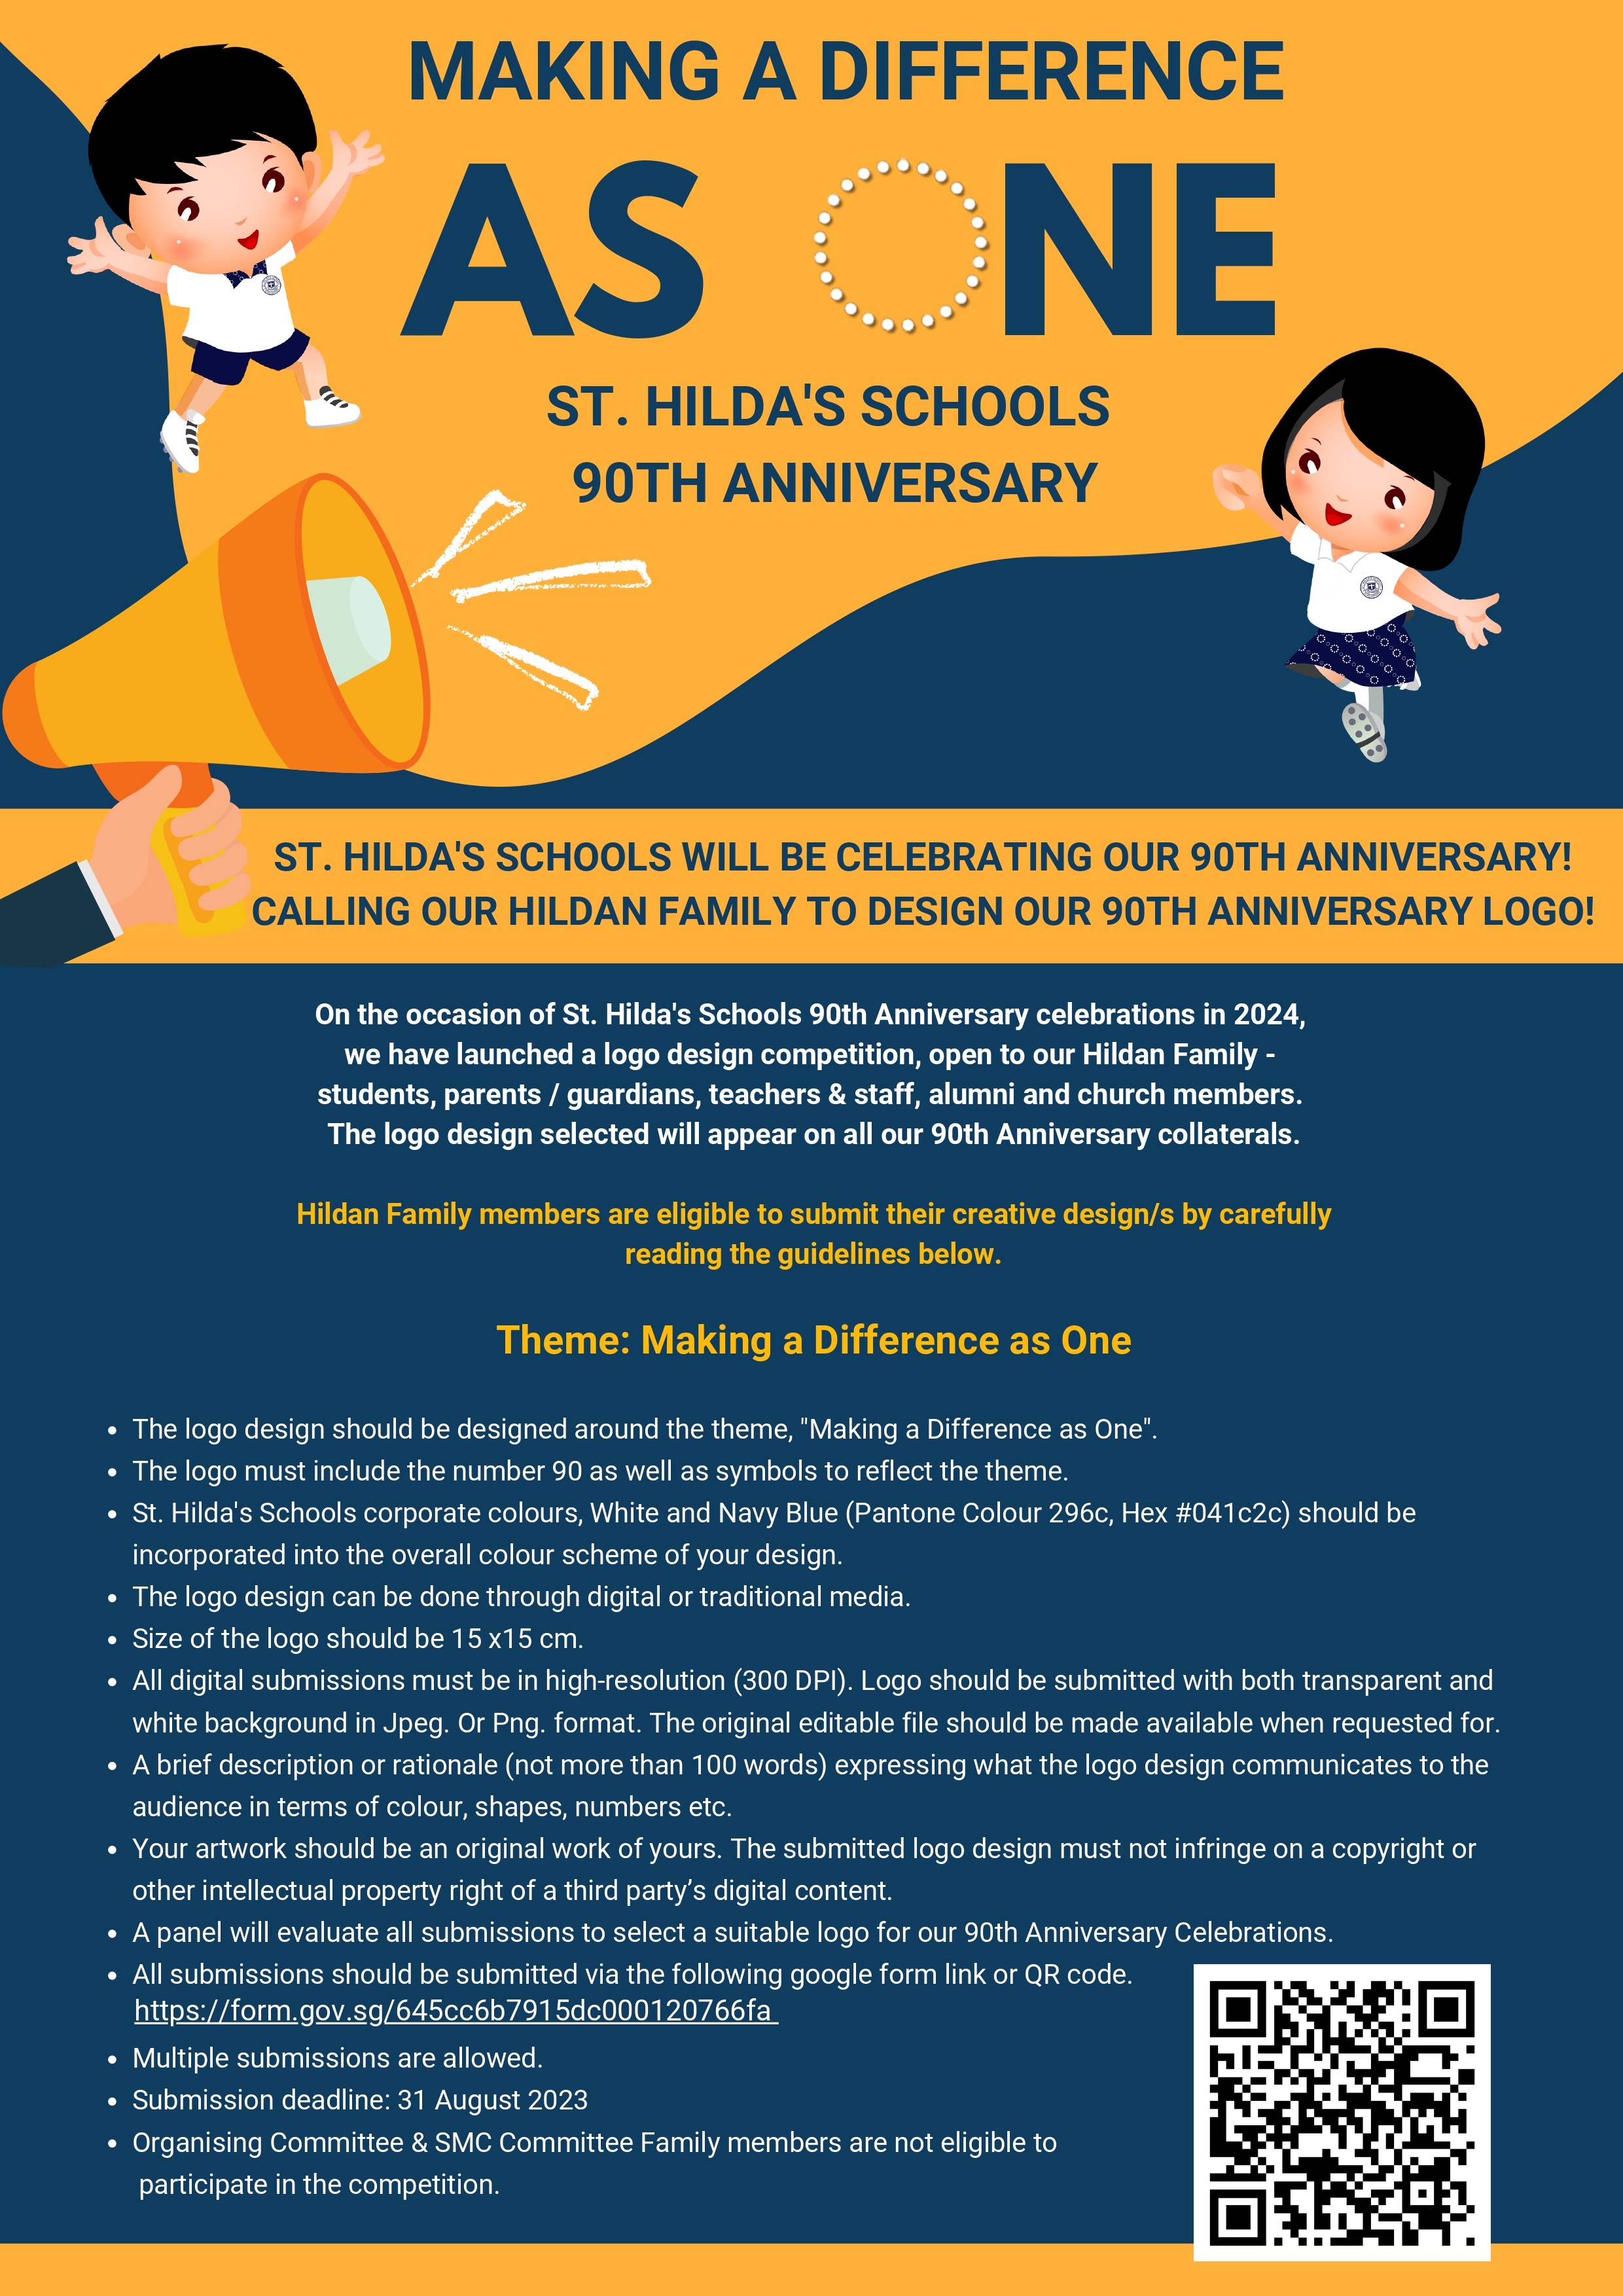 MAKING A DIFFERENCE
AS ONE
ST. HILDA'S SCHOOLS
90TH ANNIVERSARY
ST. HILDA'S SCHOOLS WILL BE CELEBRATING OUR 90TH ANNIVERSARY!
CALLING OUR HILDAN FAMILY TO DESIGN OUR 90TH ANNIVERSARY LOGO!
On the occasion of St. Hilda's Schools 90th Anniversary celebrations in 2024,
we have launched a logo design competition, open to our Hildan Family -
students, parents / guardians, teachers & staff, alumni and church members.
The logo design selected will appear on all our 90th Anniversary collaterals.
Hildan Family members are eligible to submit their creative design/s by carefully
reading the guidelines below.
Theme: Making a Difference as One
• The logo design should be designed around the theme, "Making a Difference as One".
• The logo must include the number 90 as well as symbols to reflect the theme.
• St. Hilda's Schools corporate colours, White and Navy Blue (Pantone Colour 296c, Hex #041c2c) should be
incorporated into the overall colour scheme of your design.
• The logo design can be done through digital or traditional media.
• Size of the logo should be 15 x15 cm.
• All digital submissions must be in high-resolution (300 DPI). Logo should be submitted with both transparent and
white background in Jpeg. Or Png. format. The original editable file should be made available when requested for.
• A brief description or rationale (not more than 100 words) expressing what the logo design communicates to the
audience in terms of colour, shapes, numbers etc.
• Your artwork should be an original work of yours. The submitted logo design must not infringe on a copyright or
other intellectual property right of a third party’s digital content.
• A panel will evaluate all submissions to select a suitable logo for our 90th Anniversary Celebrations.
• All submissions should be submitted via the following google form link or QR code.
https://form.gov.sg/645cc6b7915dc000120766fa
• Multiple submissions are allowed.
• Submission deadline: 31 August 2023
• Organising Committee & SMC Committee Family members are not eligible to
participate in the competition.